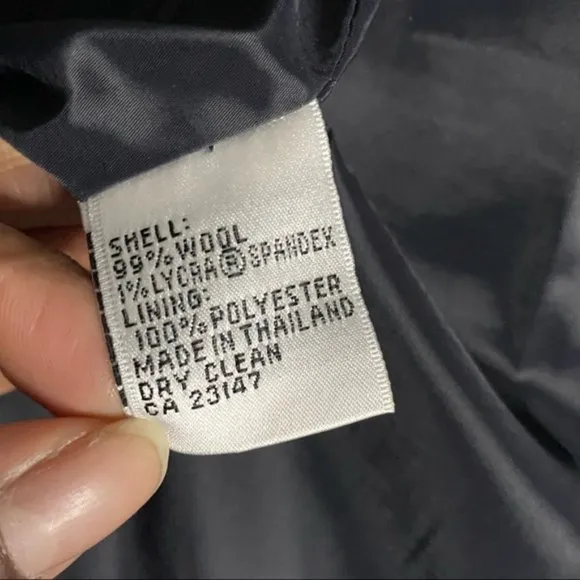 SHELL:
99% WOOL
1% LYCRA® SPANDEX
LINING:
100% POLYESTER
MADE IN THAILAND
DRY CLEAN
CA 23147